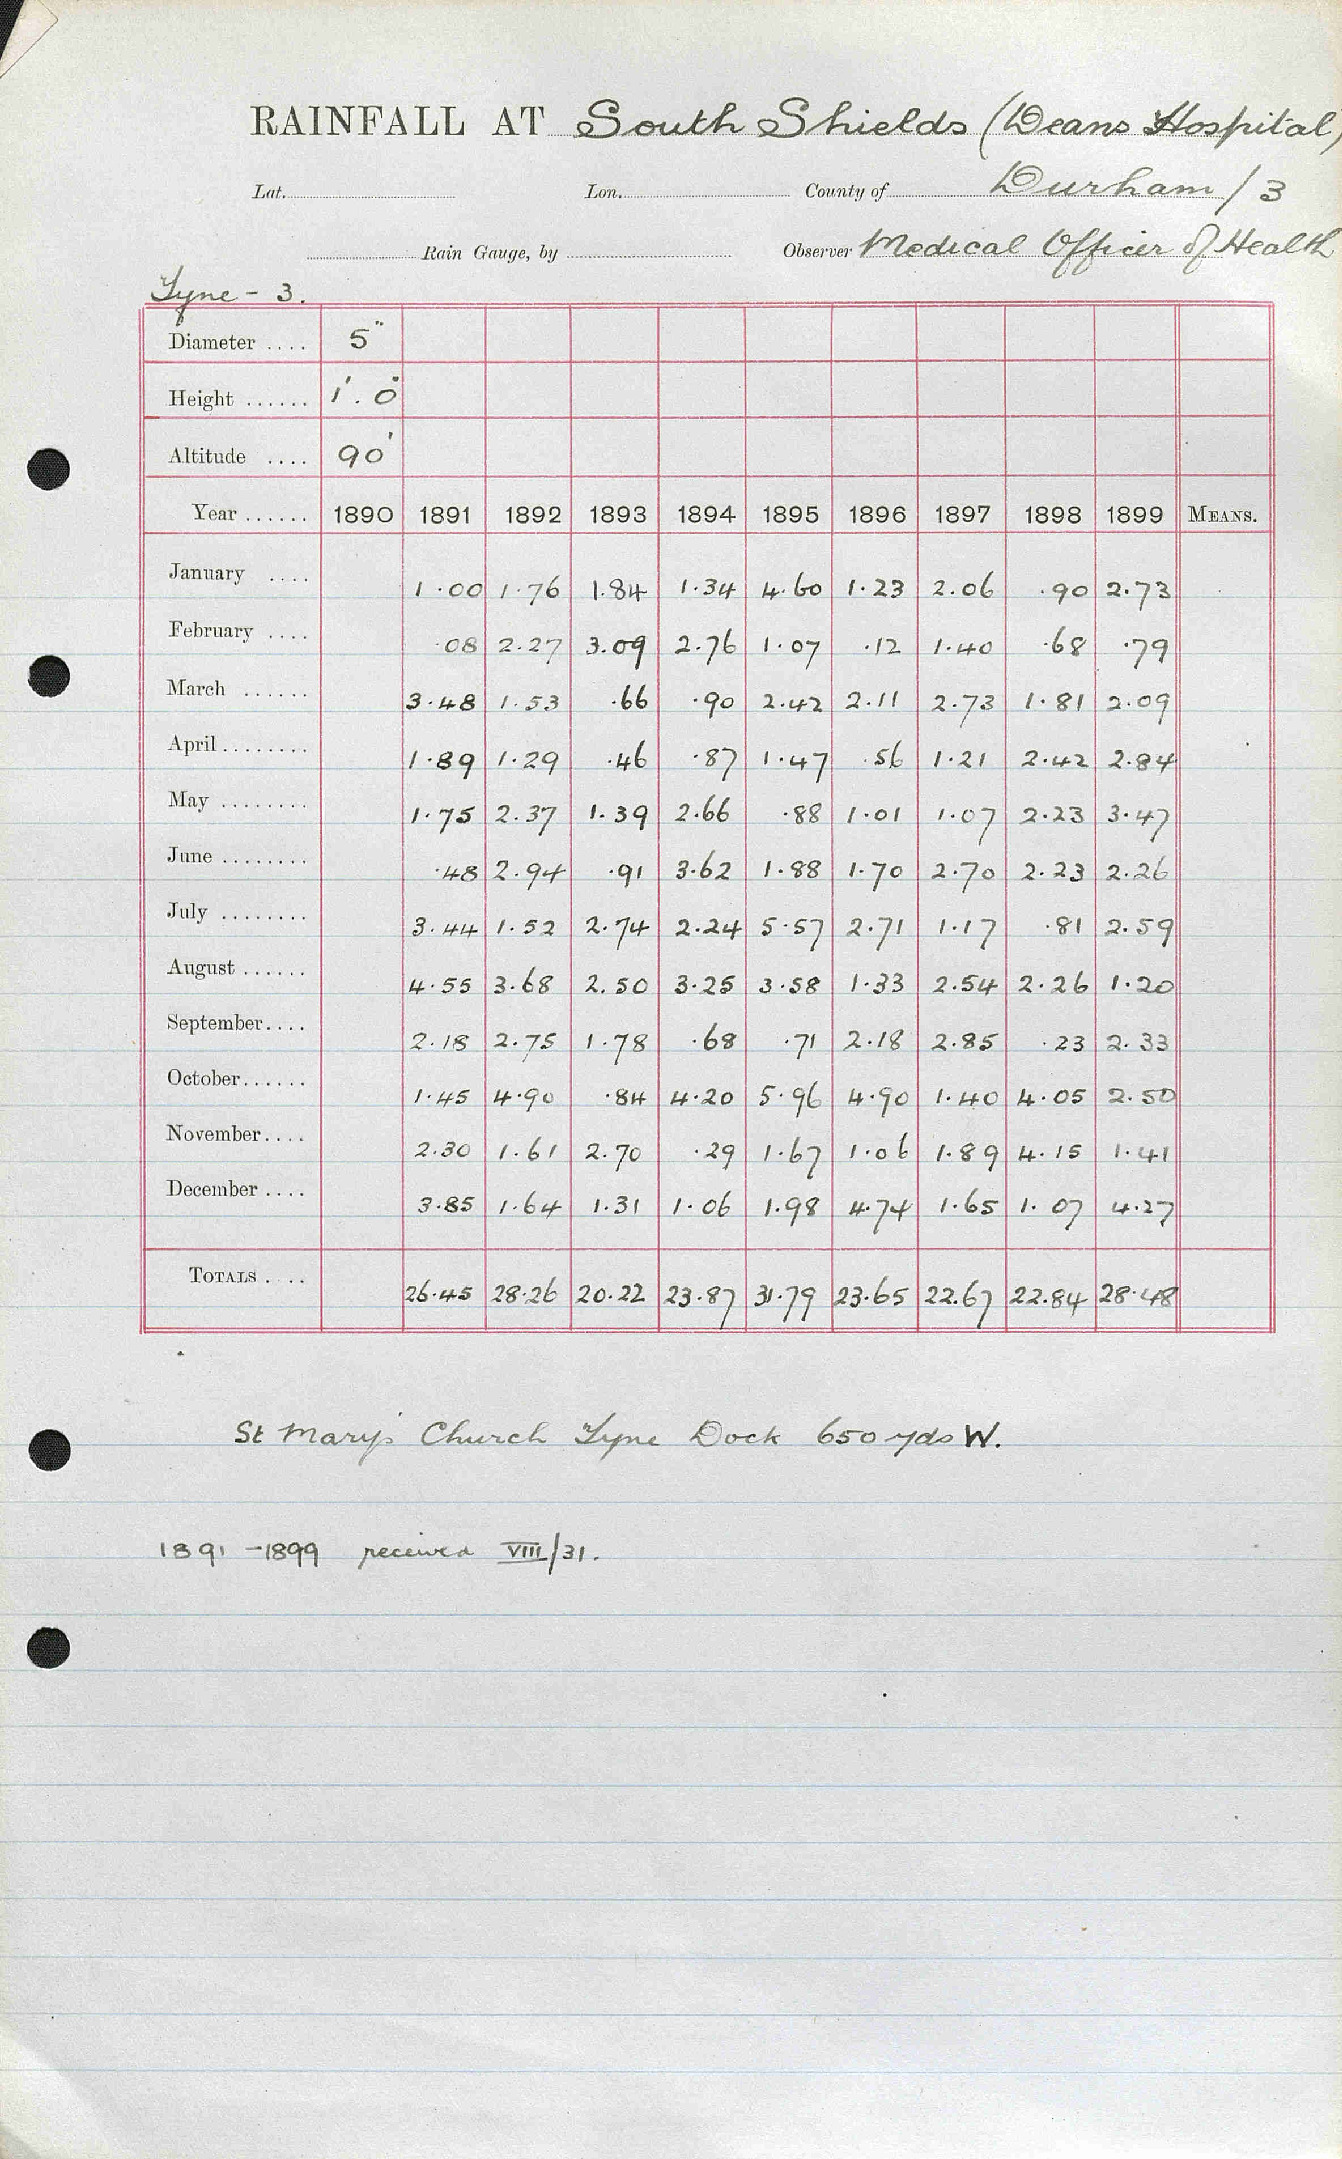 RAINFALL AT South Shields (Deans Hospital)
Lat. Lon. County of Durham / 3
Rain Gauge, by Observer Medical Officer of Health
Tyne - 3.
Diameter .... 5"
Height ...... 1'. 0"
Altitude .... 90'
Year ...... 1890 1891 1892 1893 1894 1895 1896 1897 1898 1899 MEANS.
January .... 1.00 1.76 1.84 1.34 4.60 1.23 2.06 .90 2.73
February .... .08 2.27 3.09 2.76 1.07 .12 1.40 .68 .79
March ...... 3.48 1.53 .66 .90 2.42 2.11 2.73 1.81 2.09
April ........ 1.89 1.29 .46 .87 1.47 .56 1.21 2.42 2.84
May ........ 1.75 2.37 1.39 2.66 .88 1.01 1.07 2.23 3.47
June ........ .48 2.94 .91 3.62 1.88 1.70 2.70 2.23 2.26
July ........ 3.44 1.52 2.74 2.24 5.57 2.71 1.17 .81 2.59
August ...... 4.55 3.68 2.50 3.25 3.58 1.33 2.54 2.26 1.20
September.... 2.18 2.75 1.78 .68 .71 2.18 2.85 .23 2.33
October...... 1.45 4.90 .84 4.20 5.96 4.90 1.40 4.05 2.50
November.... 2.30 1.61 2.70 .29 1.67 1.06 1.89 4.15 1.41
December .... 3.85 1.64 1.31 1.06 1.98 4.74 1.65 1.07 4.27
TOTALS .... 26.45 28.26 20.22 23.87 31.79 23.65 22.67 22.84 28.48
St Mary's Church Tyne Dock 650 yds W.
1891 - 1899 received VIII/31.